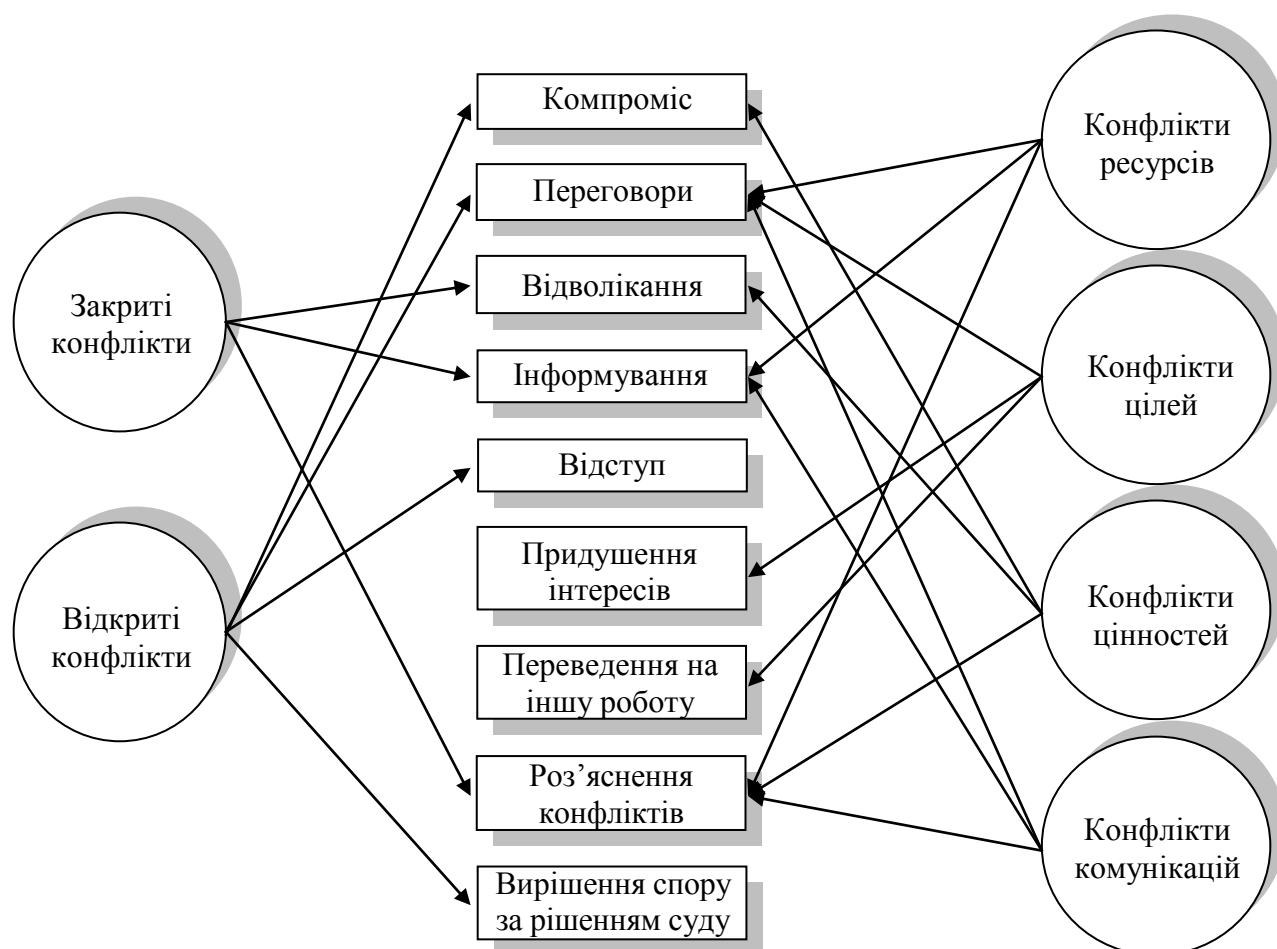 Закриті
конфлікти
Відкриті
конфлікти
Компроміс
Переговори
Відволікання
Інформування
Відступ
Придушення
інтересів
Переведення на
іншу роботу
Роз’яснення
конфліктів
Вирішення спору
за рішенням суду
Конфлікти
ресурсів
Конфлікти
цілей
Конфлікти
цінностей
Конфлікти
комунікацій